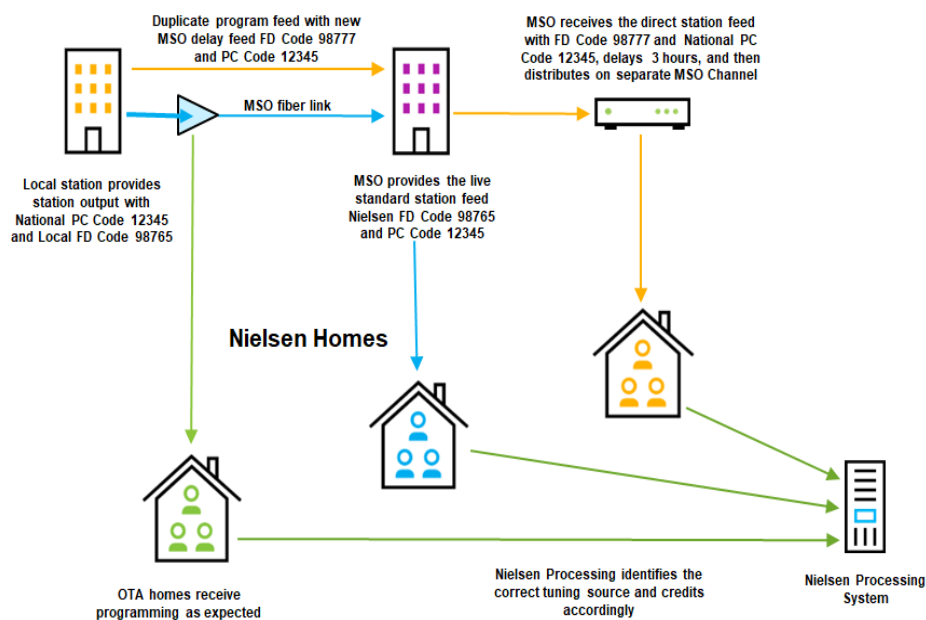 Duplicate program feed with new
MSO delay feed FD Code 98777
and PC Code 12345
MSO receives the direct station feed
with FD Code 98777 and National PC
Code 12345, delays 3 hours, and then
distributes on separate MSO Channel
MSO fiber link
Local station provides
station output with
National PC Code 12345
and Local FD Code 98765
MSO provides the live
standard station feed
Nielsen FD Code 98765
and PC Code 12345
Nielsen Homes
OTA homes receive
programming as expected
Nielsen Processing identifies the
correct tuning source and credits
accordingly
Nielsen Processing
System